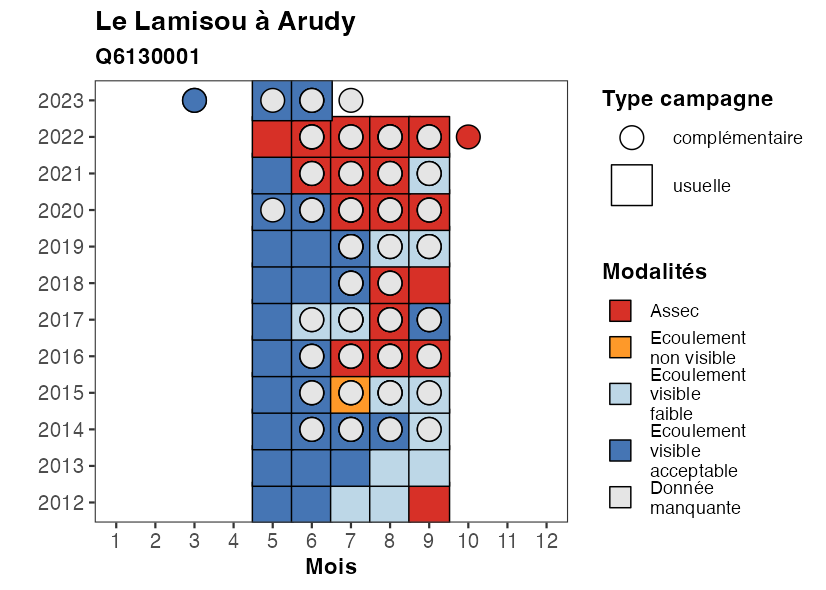 Le Lamisou à Arudy
Q6130001
2023
2022
2021
2020
2019
2018
2017
2016
2015
2014
2013
2012
1 2 3 4 5 6 7 8 9 10 11 12
Mois
Type campagne
complémentaire
usuelle
Modalités
Assec
Ecoulement
non visible
Ecoulement
visible
faible
Ecoulement
visible
acceptable
Donnée
manquante